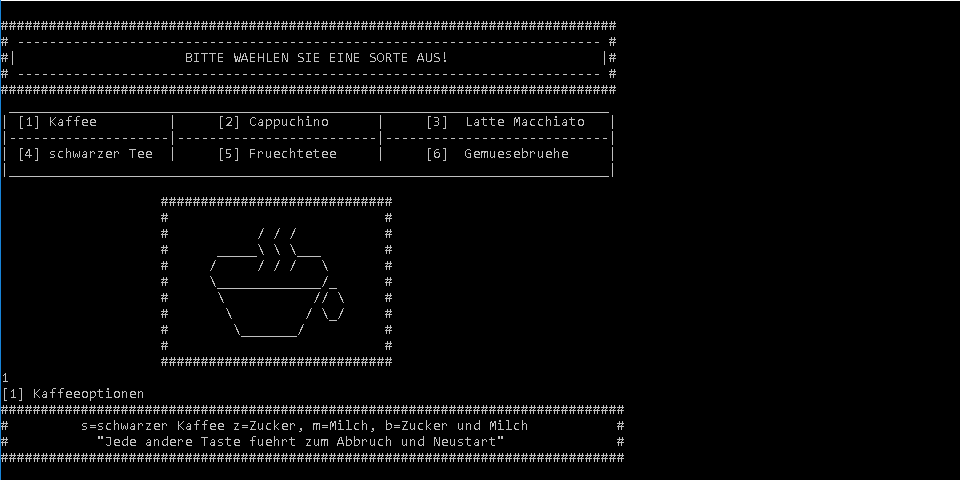 BITTE WAEHLEN SIE EINE SORTE AUS!
[1] Kaffee | [2] Cappuchino | [3] Latte Macchiato
[4] schwarzer Tee | [5] Fruechtetee | [6] Gemuesebruehe
1
[1] Kaffeeoptionen
s=schwarzer Kaffee z=Zucker, m=Milch, b=Zucker und Milch
"Jede andere Taste fuehrt zum Abbruch und Neustart"